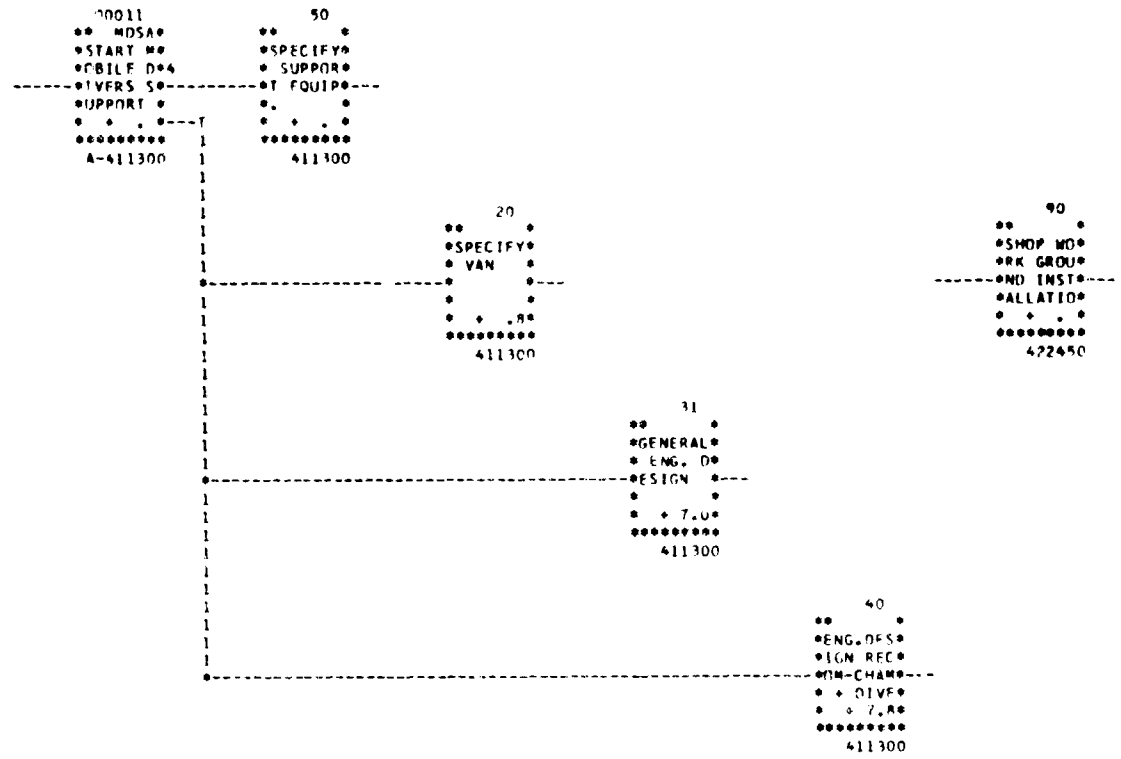 00011
** MDSA*
*START M*
*OBILE D*4
*IVERS S*
*UPPORT *
* + . *
*********
A-411300
50
** *
*SPECIFY*
* SUPPOR*
*T EQUIP*
*. *
* + . *
*********
411300
20
** *
*SPECIFY*
* VAN *
* *
* *
* + .8*
*********
411300
90
** *
*SHOP WO*
*RK GROU*
*ND INST*
*ALLATIO*
* + . *
*********
422450
31
** *
*GENERAL*
* ENG. D*
*ESIGN *
* *
* + 7.0*
*********
411300
40
** *
*ENG.DES*
*IGN REC*
*OM-CHAM*
* + DIVE*
* + 7.8*
*********
411300